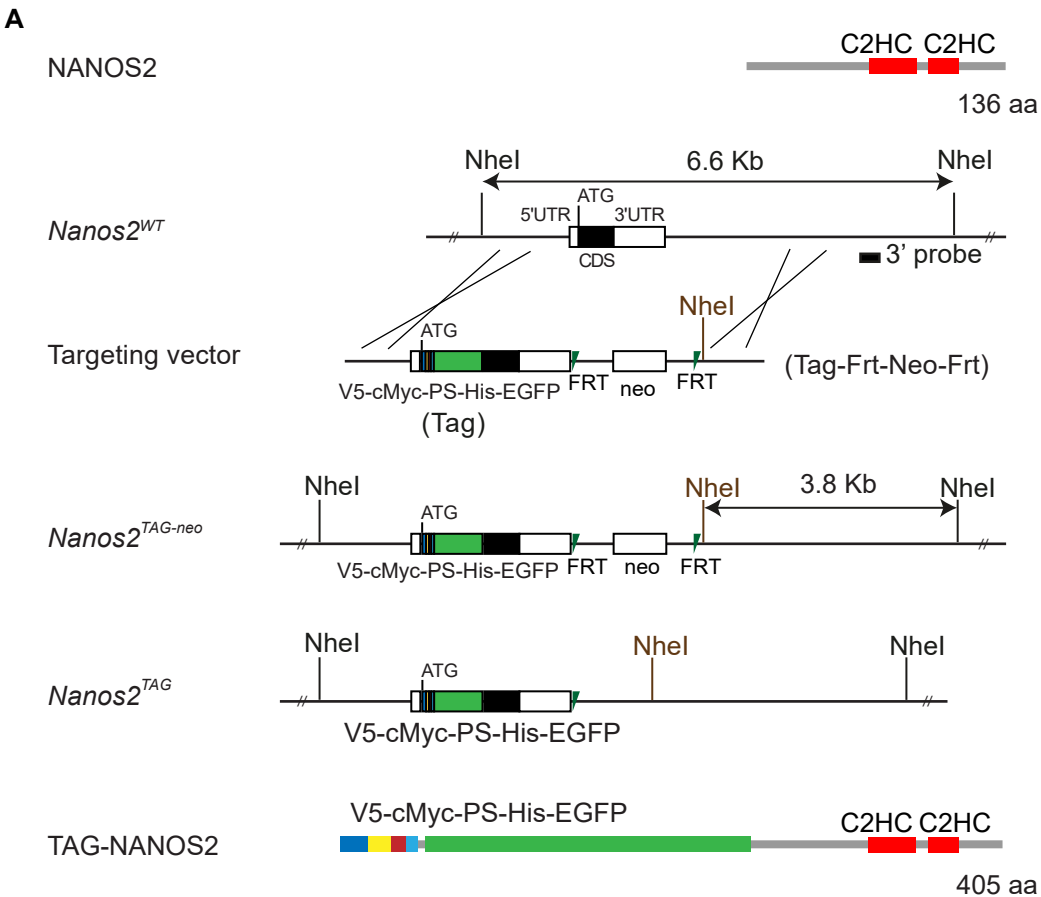 A
NANOS2
C2HC C2HC
136 aa
NheI 6.6 Kb NheI
Nanos2WT
5'UTR ATG 3'UTR
CDS
3' probe
Targeting vector
ATG
NheI
V5-cMyc-PS-His-EGFP FRT neo FRT
(Tag)
(Tag-Frt-Neo-Frt)
Nanos2TAG-neo
NheI ATG NheI 3.8 Kb NheI
V5-cMyc-PS-His-EGFP FRT neo FRT
Nanos2TAG
NheI ATG NheI NheI
V5-cMyc-PS-His-EGFP
TAG-NANOS2
V5-cMyc-PS-His-EGFP
C2HC C2HC
405 aa